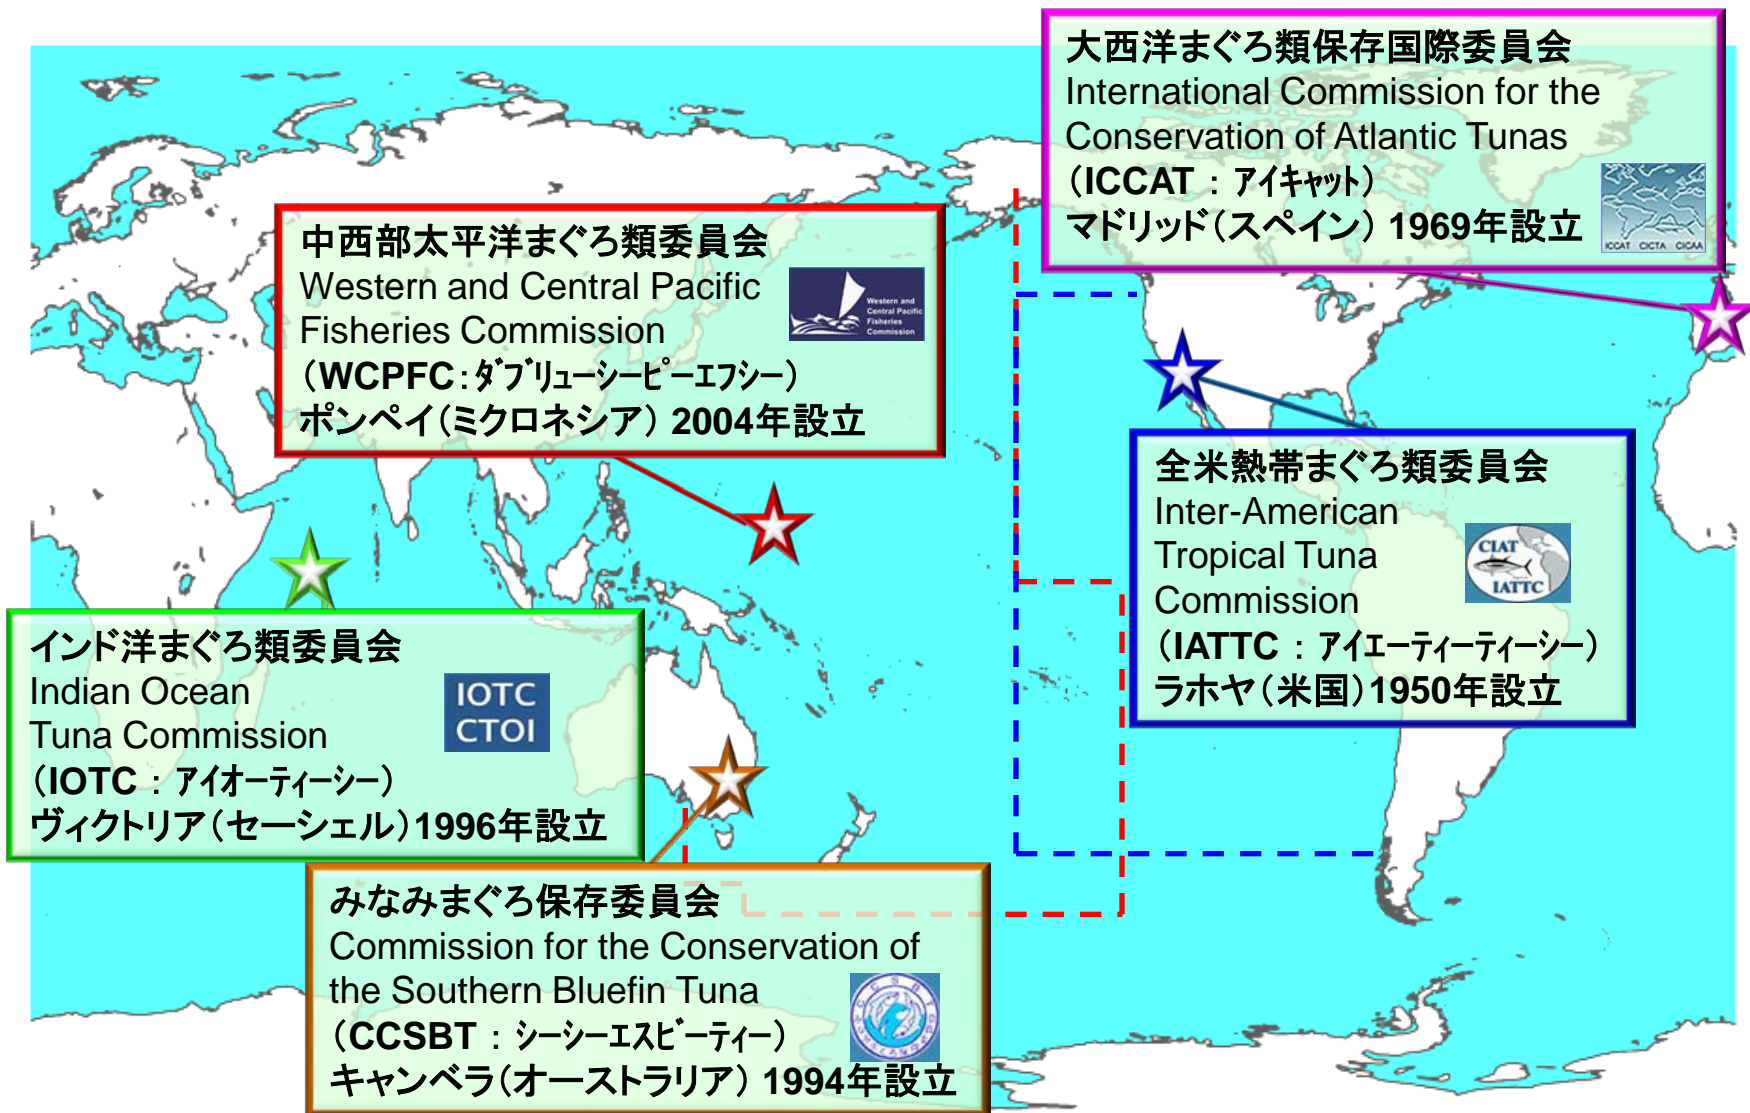 大西洋まぐろ類保存国際委員会
International Commission for the
Conservation of Atlantic Tunas
（ICCAT：アイキャット）
マドリッド（スペイン） 1969年設立
ICCAT CICTA CICAA
中西部太平洋まぐろ類委員会
Western and Central Pacific
Fisheries Commission
（WCPFC：ダブリューシーピーエフシー）
ポンペイ（ミクロネシア） 2004年設立
Western and
Central Pacific
Fisheries
Commission
全米熱帯まぐろ類委員会
Inter-American
Tropical Tuna
Commission
（IATTC：アイエーティーティーシー）
ラホヤ（米国）1950年設立
CIAT
IATTC
インド洋まぐろ類委員会
Indian Ocean
Tuna Commission
（IOTC：アイオーティーシー）
ヴィクトリア（セーシェル）1996年設立
IOTC
CTOI
みなみまぐろ保存委員会
Commission for the Conservation of
the Southern Bluefin Tuna
（CCSBT：シーシーエスビーティー）
キャンベラ（オーストラリア） 1994年設立
CCSBT